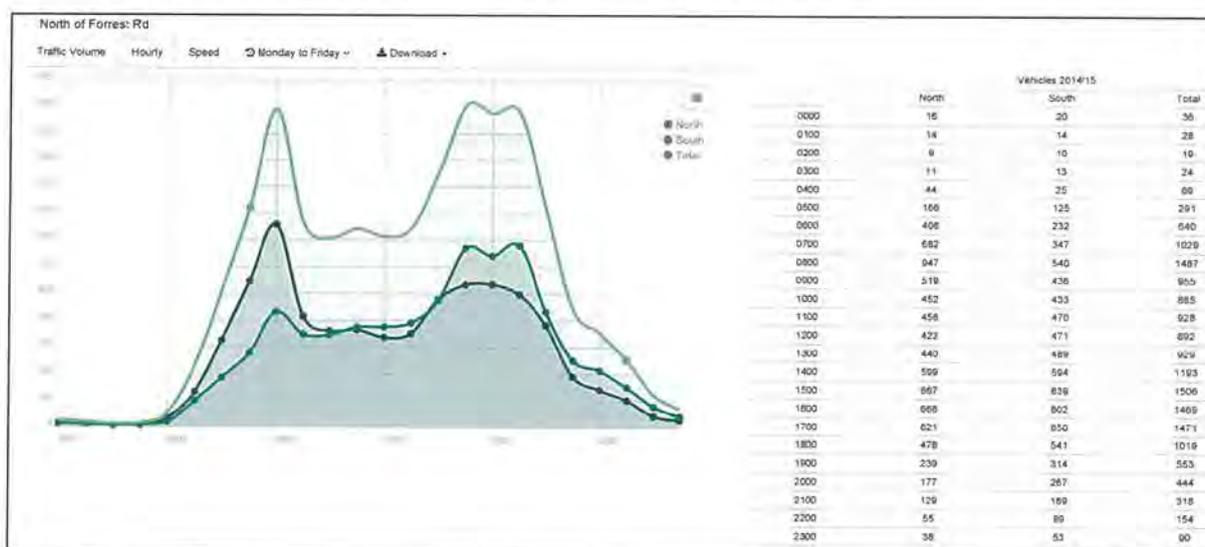 North of Forres: Rd
Traffic Volume Hourly Speed Monday to Friday Download
North
South
Total
Vehicles 2014/15
North South Total
0000 16 20 36
0100 14 14 28
0200 9 10 19
0300 11 13 24
0400 44 25 69
0500 166 125 291
0600 408 232 640
0700 682 347 1029
0800 947 540 1487
0900 519 436 955
1000 452 433 885
1100 458 470 928
1200 422 471 892
1300 440 489 929
1400 599 594 1193
1500 667 839 1506
1600 668 802 1469
1700 621 850 1471
1800 478 541 1019
1900 239 314 553
2000 177 267 444
2100 129 189 318
2200 65 89 154
2300 38 53 90